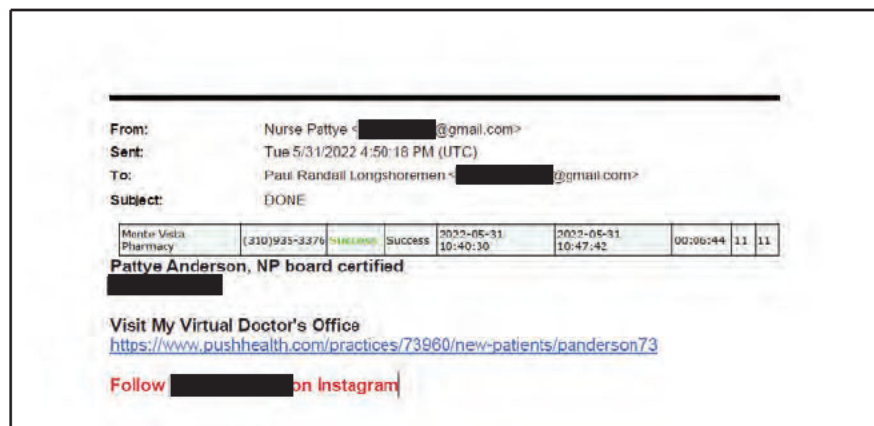 From: Nurse Pattye < @gmail.com>
Sent: Tue 5/31/2022 4:50:18 PM (UTC)
To: Paul Randall Longshoremen < @gmail.com>
Subject: DONE
Monte Vista Pharmacy (310)935-3376 Success Success 2022-05-31 10:40:30 2022-05-31 10:47:42 00:06:44 11 11
Pattye Anderson, NP board certified
Visit My Virtual Doctor's Office
https://www.pushhealth.com/practices/73960/new-patients/panderson73
Follow on Instagram